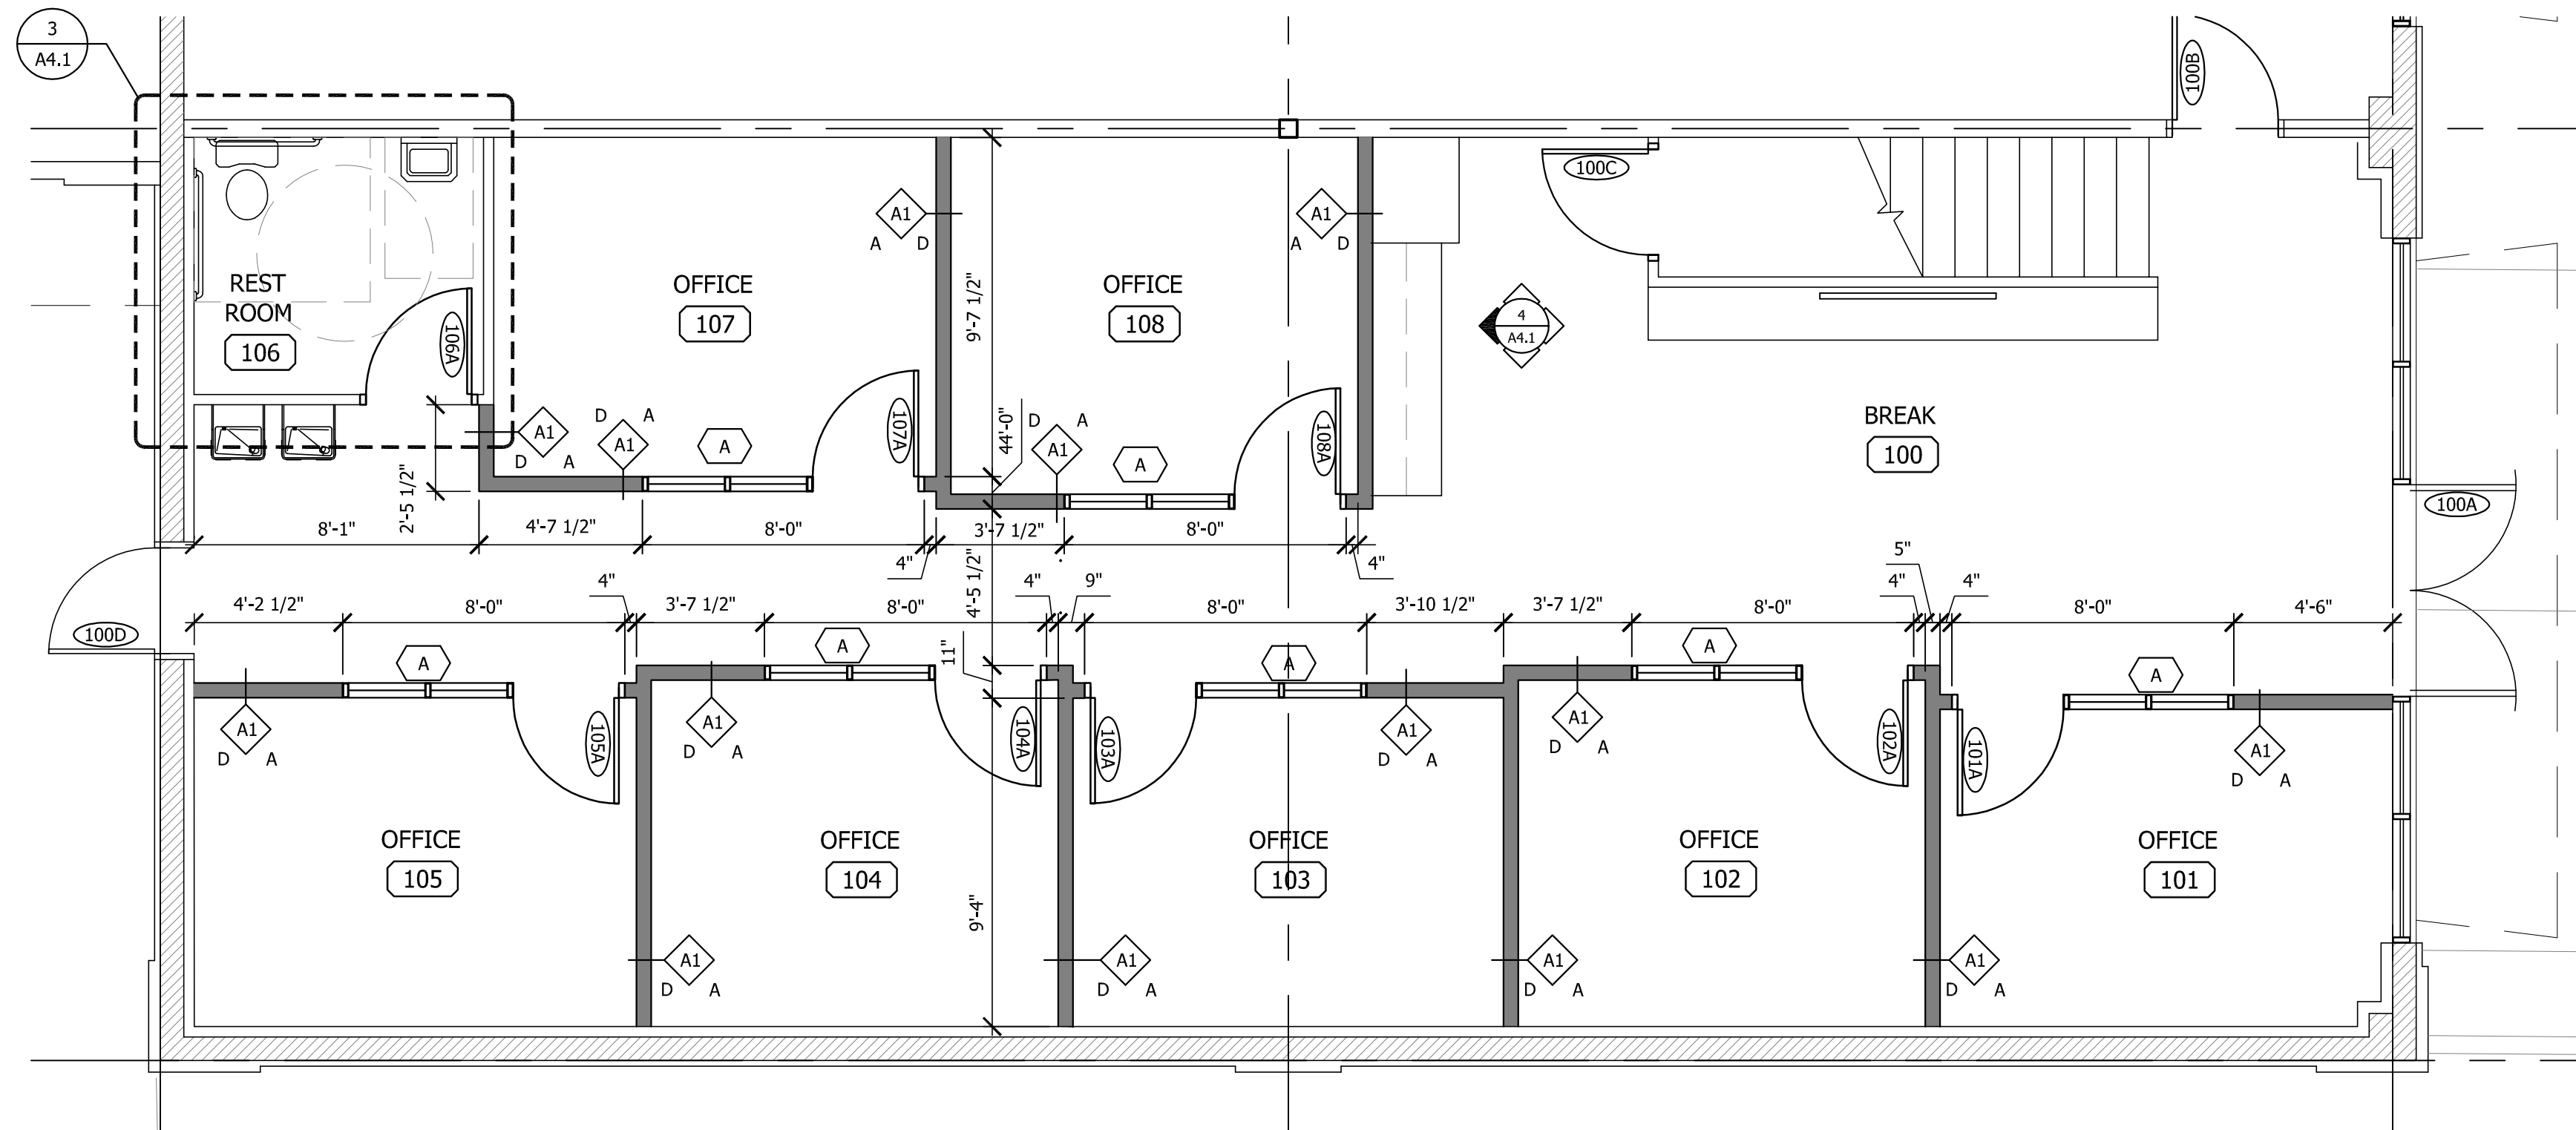 3
A4.1
100B
100C
A1
A D
A1
A D
REST
ROOM
106
106A
OFFICE
107
9'-7 1/2"
OFFICE
108
4
A4.1
BREAK
100
A1
D A
D A
A1
A
107A
44'-0"
D A
A1
A
108A
100A
2'-5 1/2"
8'-1"
4'-7 1/2"
8'-0"
4"
3'-7 1/2"
8'-0"
4"
4'-5 1/2"
100D
4'-2 1/2"
8'-0"
4"
3'-7 1/2"
8'-0"
4"
9"
8'-0"
3'-10 1/2"
3'-7 1/2"
8'-0"
4"
5"
4"
8'-0"
4'-6"
11"
A
A
A
A
A
A1
D A
105A
A1
D A
104A
103A
A1
D A
A1
D A
102A
101A
A1
D A
OFFICE
105
OFFICE
104
OFFICE
103
OFFICE
102
OFFICE
101
9'-4"
A1
D A
A1
D A
A1
D A
A1
D A